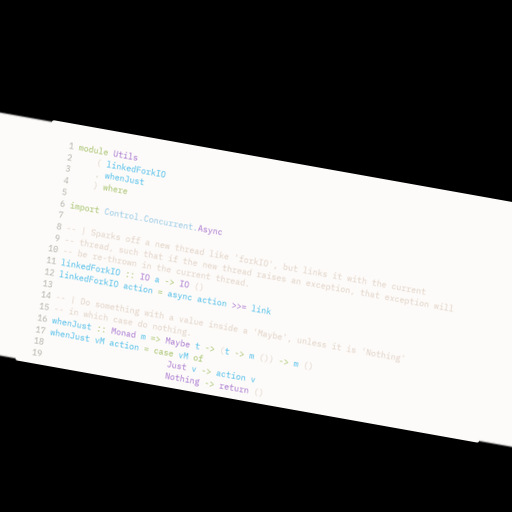 1 module Utils
2     ( linkedForkIO
3     , whenJust
4     ) where
5
6 import Control.Concurrent.Async
7
8 -- | Sparks off a new thread like 'forkIO', but links it with the current
9 -- thread, such that if the new thread raises an exception, that exception will
10 -- be re-thrown in the current thread.
11 linkedForkIO :: IO a -> IO ()
12 linkedForkIO action = async action >>= link
13
14 -- | Do something with a value inside a 'Maybe', unless it is 'Nothing'
15 -- in which case do nothing.
16 whenJust :: Monad m => Maybe t -> (t -> m ()) -> m ()
17 whenJust vM action = case vM of
18                        Just v -> action v
19                        Nothing -> return ()